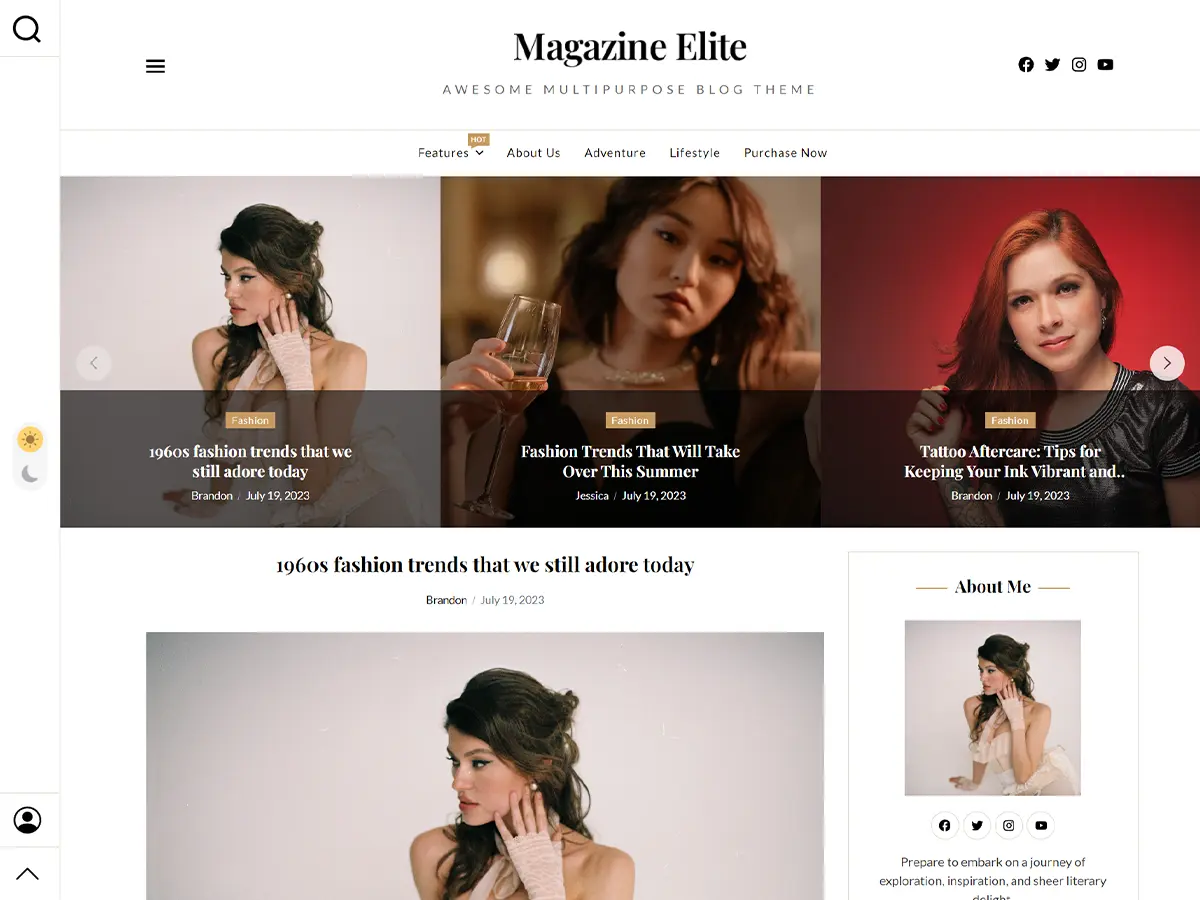 Magazine Elite
AWESOME MULTIPURPOSE BLOG THEME
HOT
Features About Us Adventure Lifestyle Purchase Now
Fashion
1960s fashion trends that we
still adore today
Brandon / July 19, 2023
Fashion
Fashion Trends That Will Take
Over This Summer
Jessica / July 19, 2023
Fashion
Tattoo Aftercare: Tips for
Keeping Your Ink Vibrant and..
Brandon / July 19, 2023
1960s fashion trends that we still adore today
Brandon / July 19, 2023
About Me
Prepare to embark on a journey of
exploration, inspiration, and sheer literary
delight